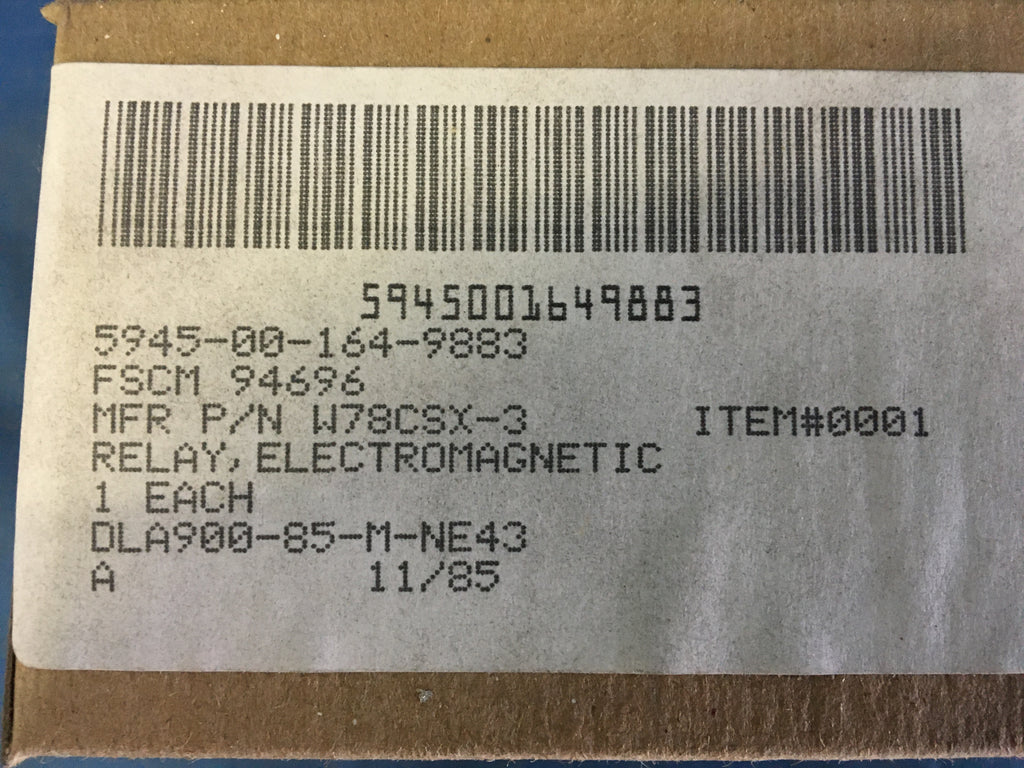 5945001649883
5945-00-164-9883
FSCM 94696
MFR P/N W78CSX-3 ITEM#0001
RELAY, ELECTROMAGNETIC
1 EACH
DLA900-85-M-NE43
A 11/85